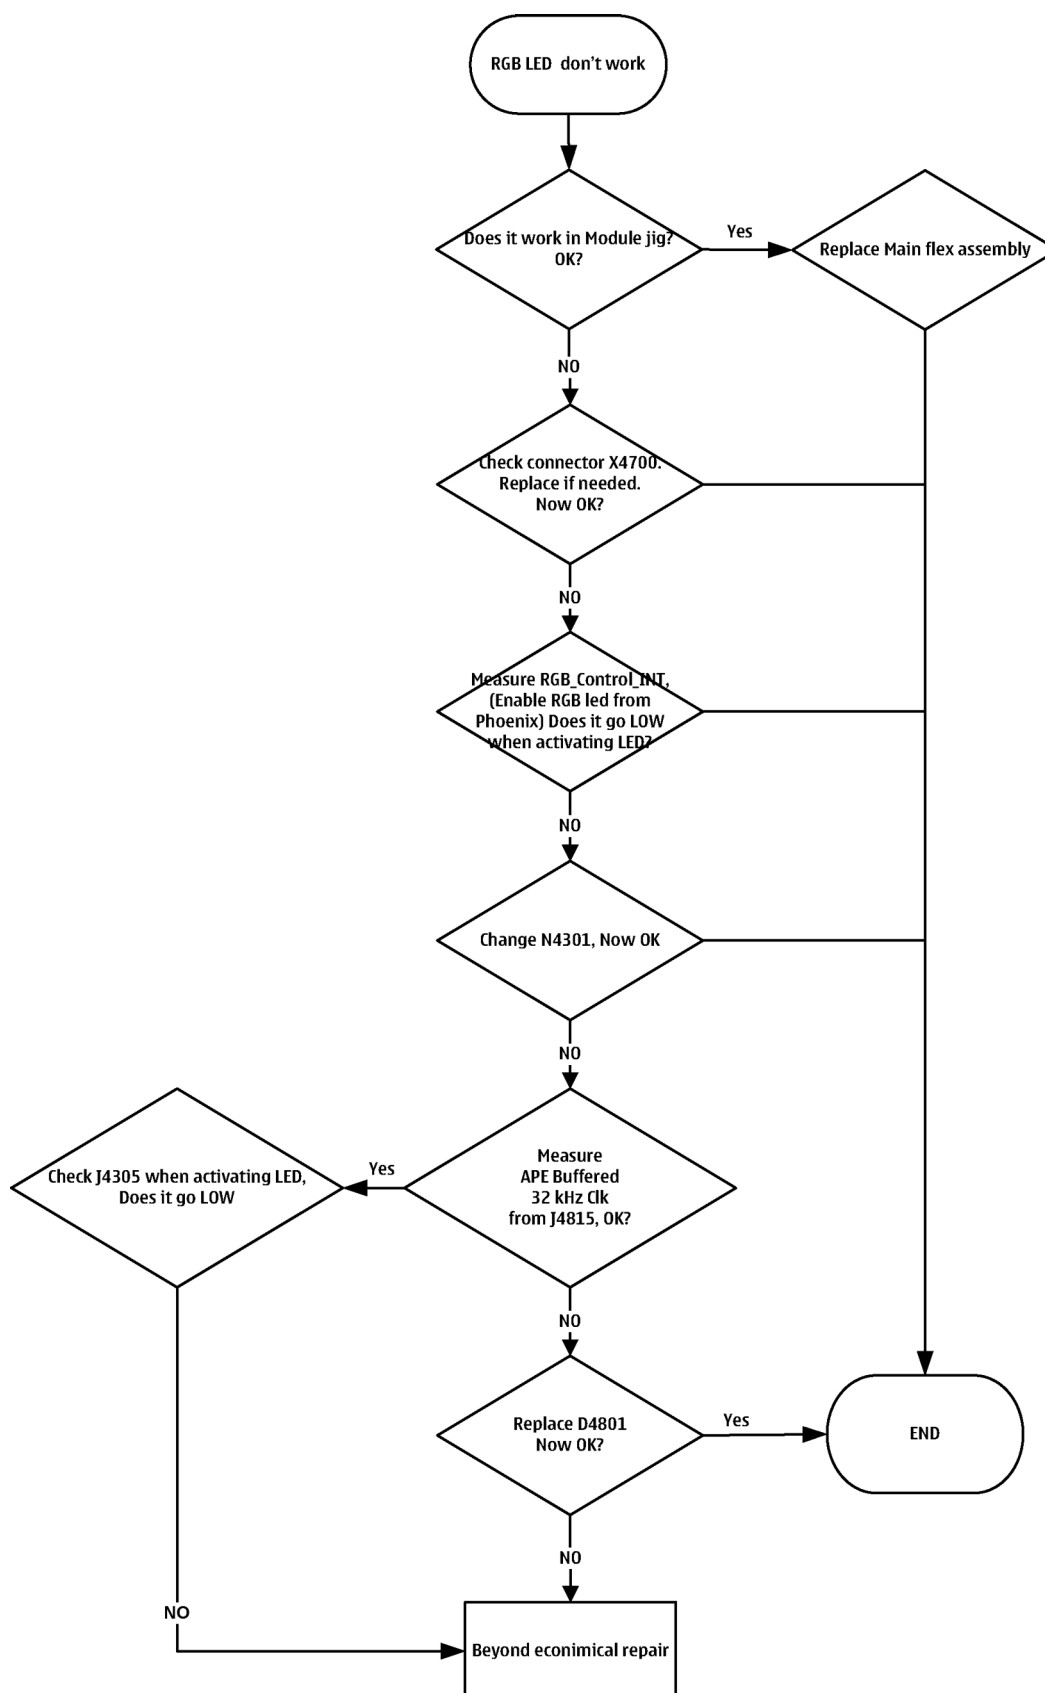 RGB LED don't work
Does it work in Module jig?
OK?
Yes
Replace Main flex assembly
NO
Check connector X4700.
Replace if needed.
Now OK?
NO
Measure RGB_Control_INT,
(Enable RGB led from
Phoenix) Does it go LOW
when activating LED?
NO
Change N4301, Now OK
NO
Measure
APE Buffered
32 kHz Clk
from J4815, OK?
Yes
Check J4305 when activating LED,
Does it go LOW
NO
Replace D4801
Now OK?
Yes
END
NO
NO
Beyond econimical repair